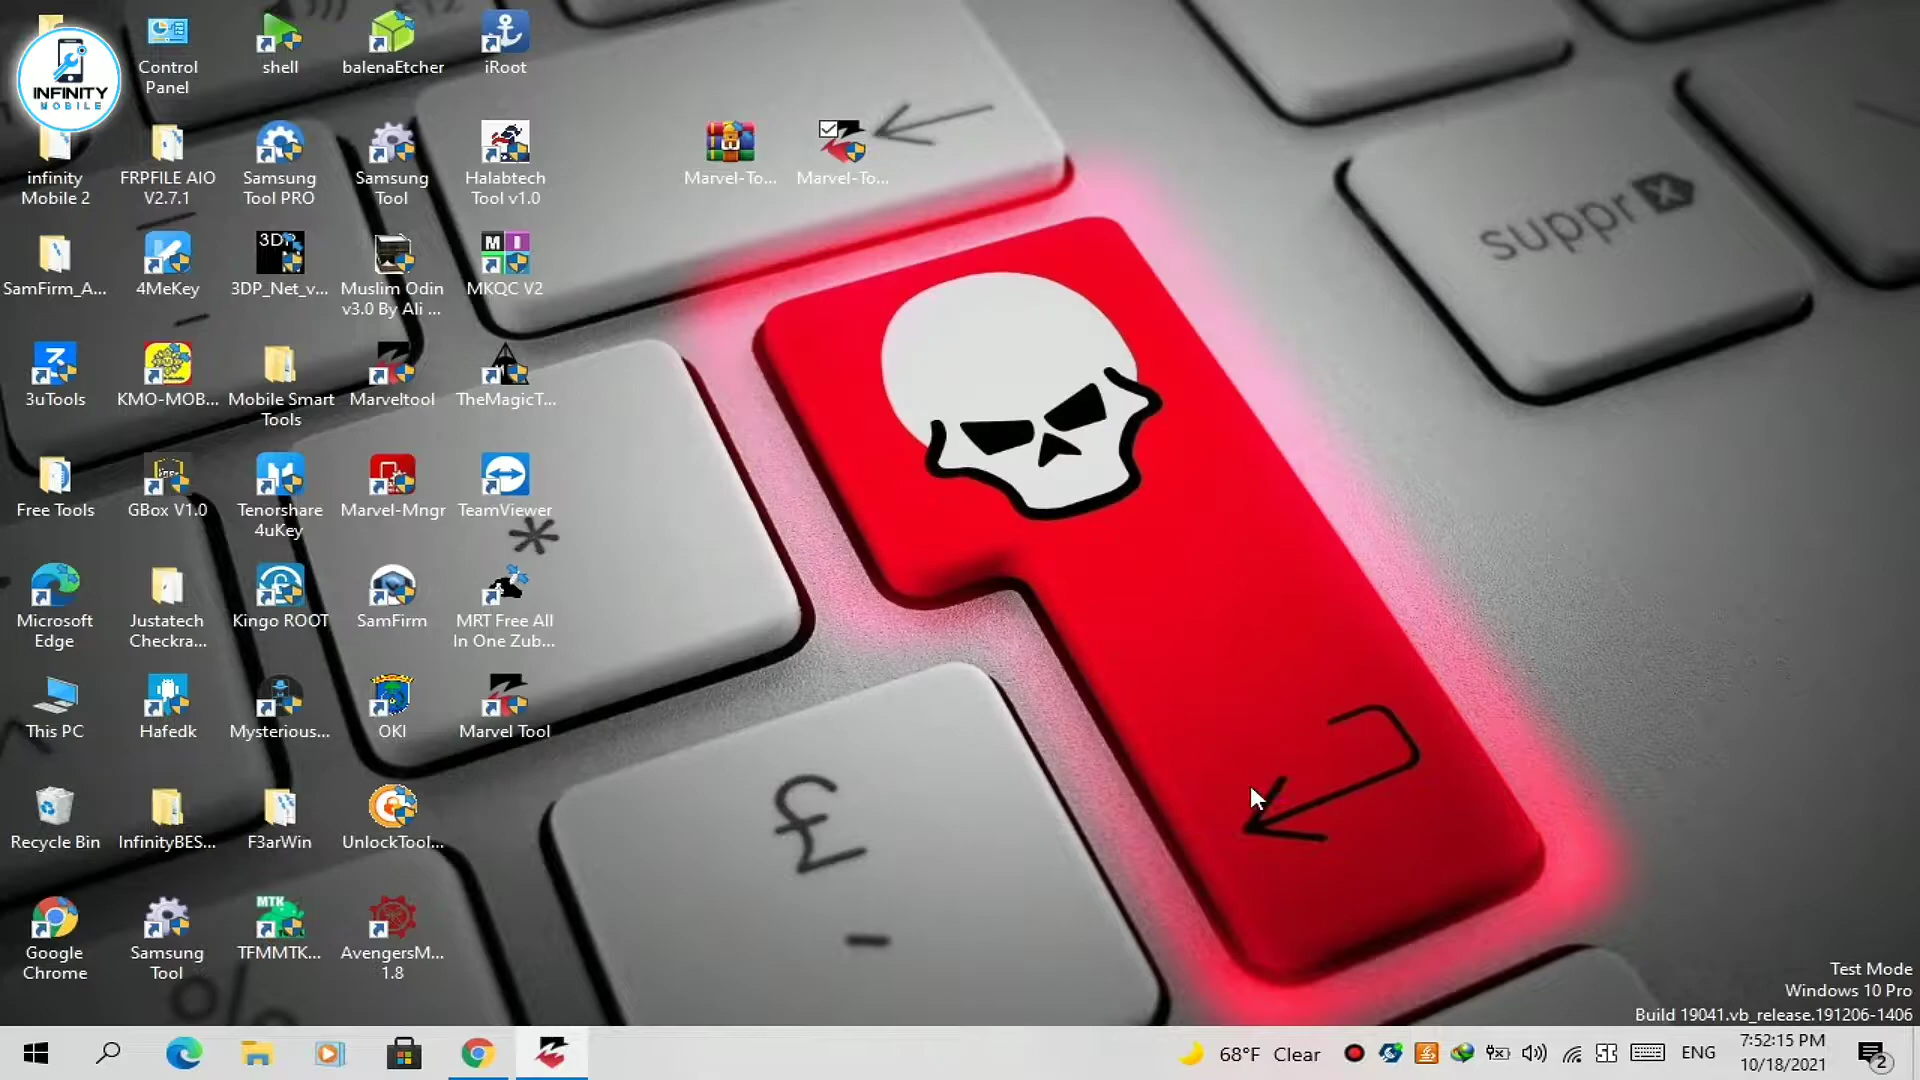 INFINITY
MOBILE
Control
Panel
shell
balenaEtcher
iRoot
infinity
Mobile 2
FRPFILE AIO
V2.7.1
Samsung
Tool PRO
Samsung
Tool
Halabtech
Tool v1.0
Marvel-To...
Marvel-To...
suppr
SamFirm_A...
4MeKey
3DP
3DP_Net_v...
Muslim Odin
v3.0 By Ali ...
M I
MKQC V2
3uTools
KMO-MOB...
Mobile Smart
Tools
Marveltool
TheMagicT...
Free Tools
GBox V1.0
Tenorshare
4uKey
Marvel-Mngr
TeamViewer
*
Microsoft
Edge
Justatech
Checkra...
Kingo ROOT
SamFirm
MRT Free All
In One Zub...
This PC
Hafedk
Mysterious...
OKI
Marvel Tool
Recycle Bin
InfinityBES...
F3arWin
UnlockTool...
£
-
Google
Chrome
Samsung
Tool
MTK
TFMMTK...
AvengersM...
1.8
%
Test Mode
Windows 10 Pro
Build 19041.vb_release.191206-1406
68°F Clear
ENG
7:52:15 PM
10/18/2021
2